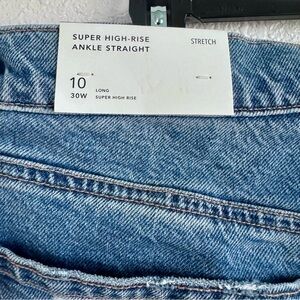 SUPER HIGH-RISE
ANKLE STRAIGHT
STRETCH
10
30W
LONG
SUPER HIGH RISE